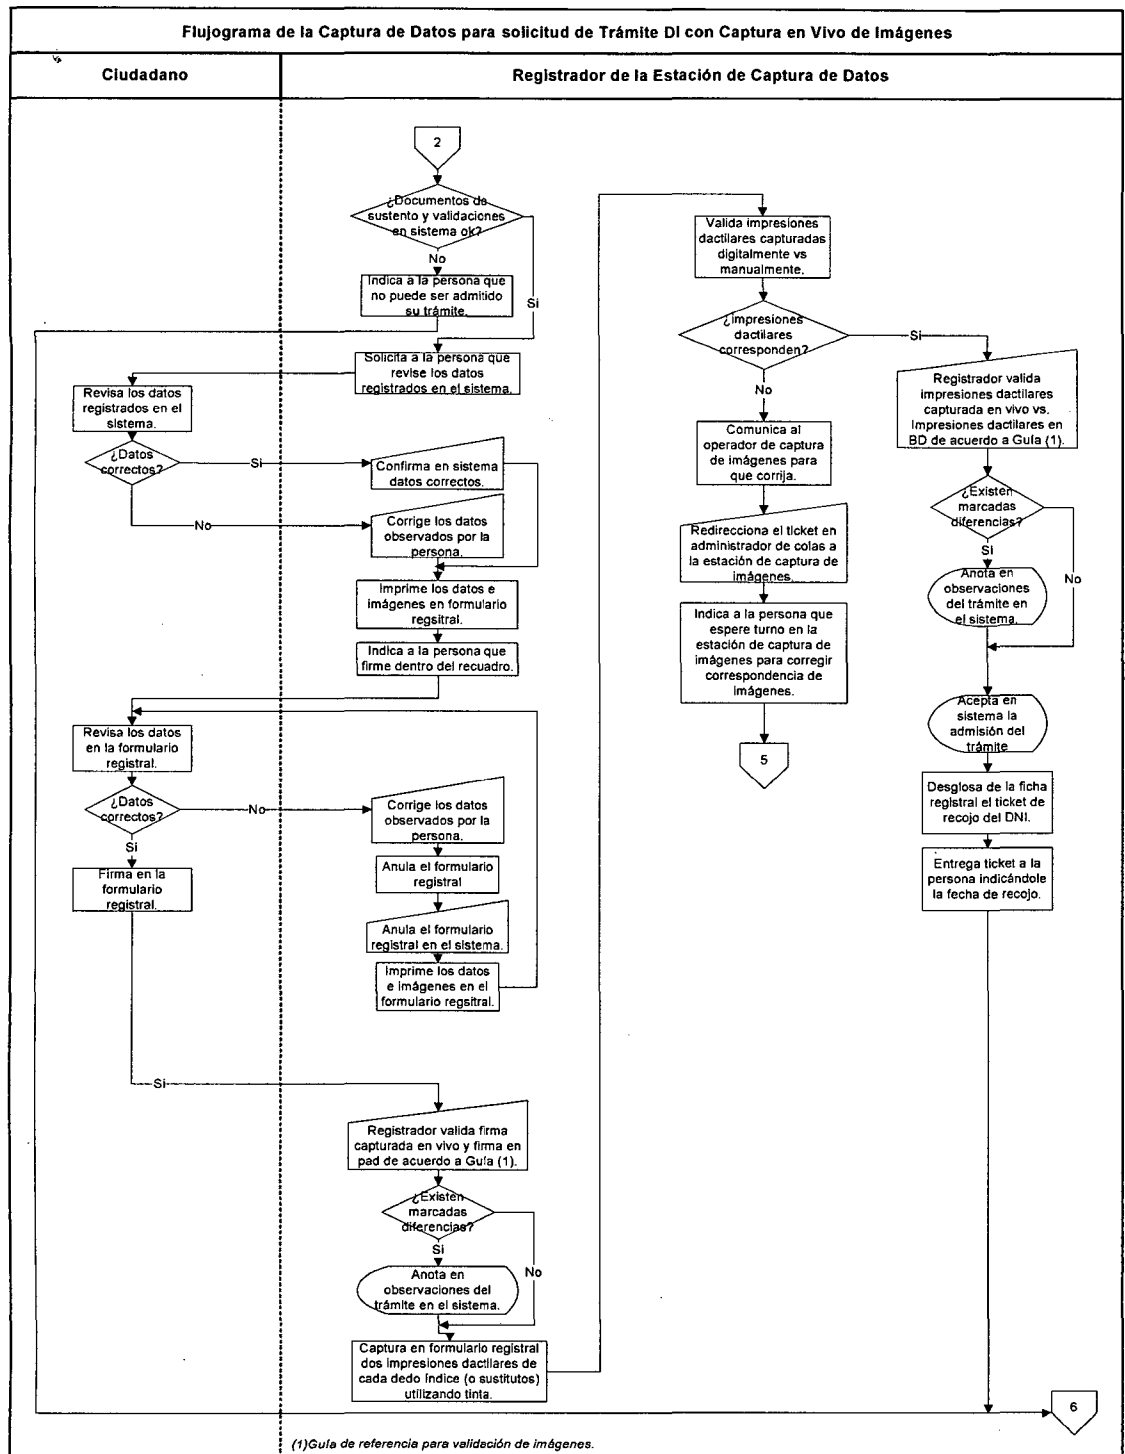 Flujograma de la Captura de Datos para solicitud de Trámite DI con Captura en Vivo de Imágenes
Ciudadano
Registrador de la Estación de Captura de Datos
2
¿Documentos de
sustento y validaciones
en sistema ok?
No
Si
Indica a la persona que
no puede ser admitido
su trámite.
Solicita a la persona que
revise los datos
registrados en el sistema.
Revisa los datos
registrados en el
sistema.
¿Datos
correctos?
Si
Confirma en sistema
datos correctos.
No
Corrige los datos
observados por la
persona.
Imprime los datos e
imágenes en formulario
regsitral.
Indica a la persona que
firme dentro del recuadro.
Revisa los datos
en la formulario
registral.
¿Datos
correctos?
No
Corrige los datos
observados por la
persona.
Si
Firma en la
formulario
registral.
Anula el formulario
registral
Anula el formulario
registral en el sistema.
Imprime los datos
e imágenes en el
formulario regsitral.
Si
Registrador valida firma
capturada en vivo y firma en
pad de acuerdo a Guía (1).
¿Existen
marcadas
diferencias?
Si
No
Anota en
observaciones del
trámite en el sistema.
Captura en formulario registral
dos impresiones dactilares de
cada dedo índice (o sustitutos)
utilizando tinta.
Valida impresiones
dactilares capturadas
digitalmente vs
manualmente.
¿Impresiones
dactilares
corresponden?
Si
No
Comunica al
operador de captura
de imágenes para
que corrija.
Redirecciona el ticket en
administrador de colas a
la estación de captura de
imágenes.
Indica a la persona que
espere turno en la
estación de captura de
imágenes para corregir
correspondencia de
imágenes.
5
Registrador valida
impresiones dactilares
capturada en vivo vs.
Impresiones dactilares en
BD de acuerdo a Guía (1).
¿Existen
marcadas
diferencias?
Si
No
Anota en
observaciones
del trámite en
el sistema.
Acepta en
sistema la
admisión del
trámite
Desglosa de la ficha
registral el ticket de
recojo del DNI.
Entrega ticket a la
persona indicándole
la fecha de recojo.
6
(1)Guía de referencia para validación de imágenes.